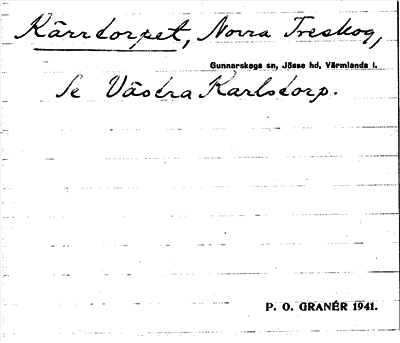 Kärrtorpet, Norra Treskog,
Gunnarskogs sn, Jösse hd, Värmlands l.
Se Västra Karlstorp.
P. O. GRANÉR 1941.